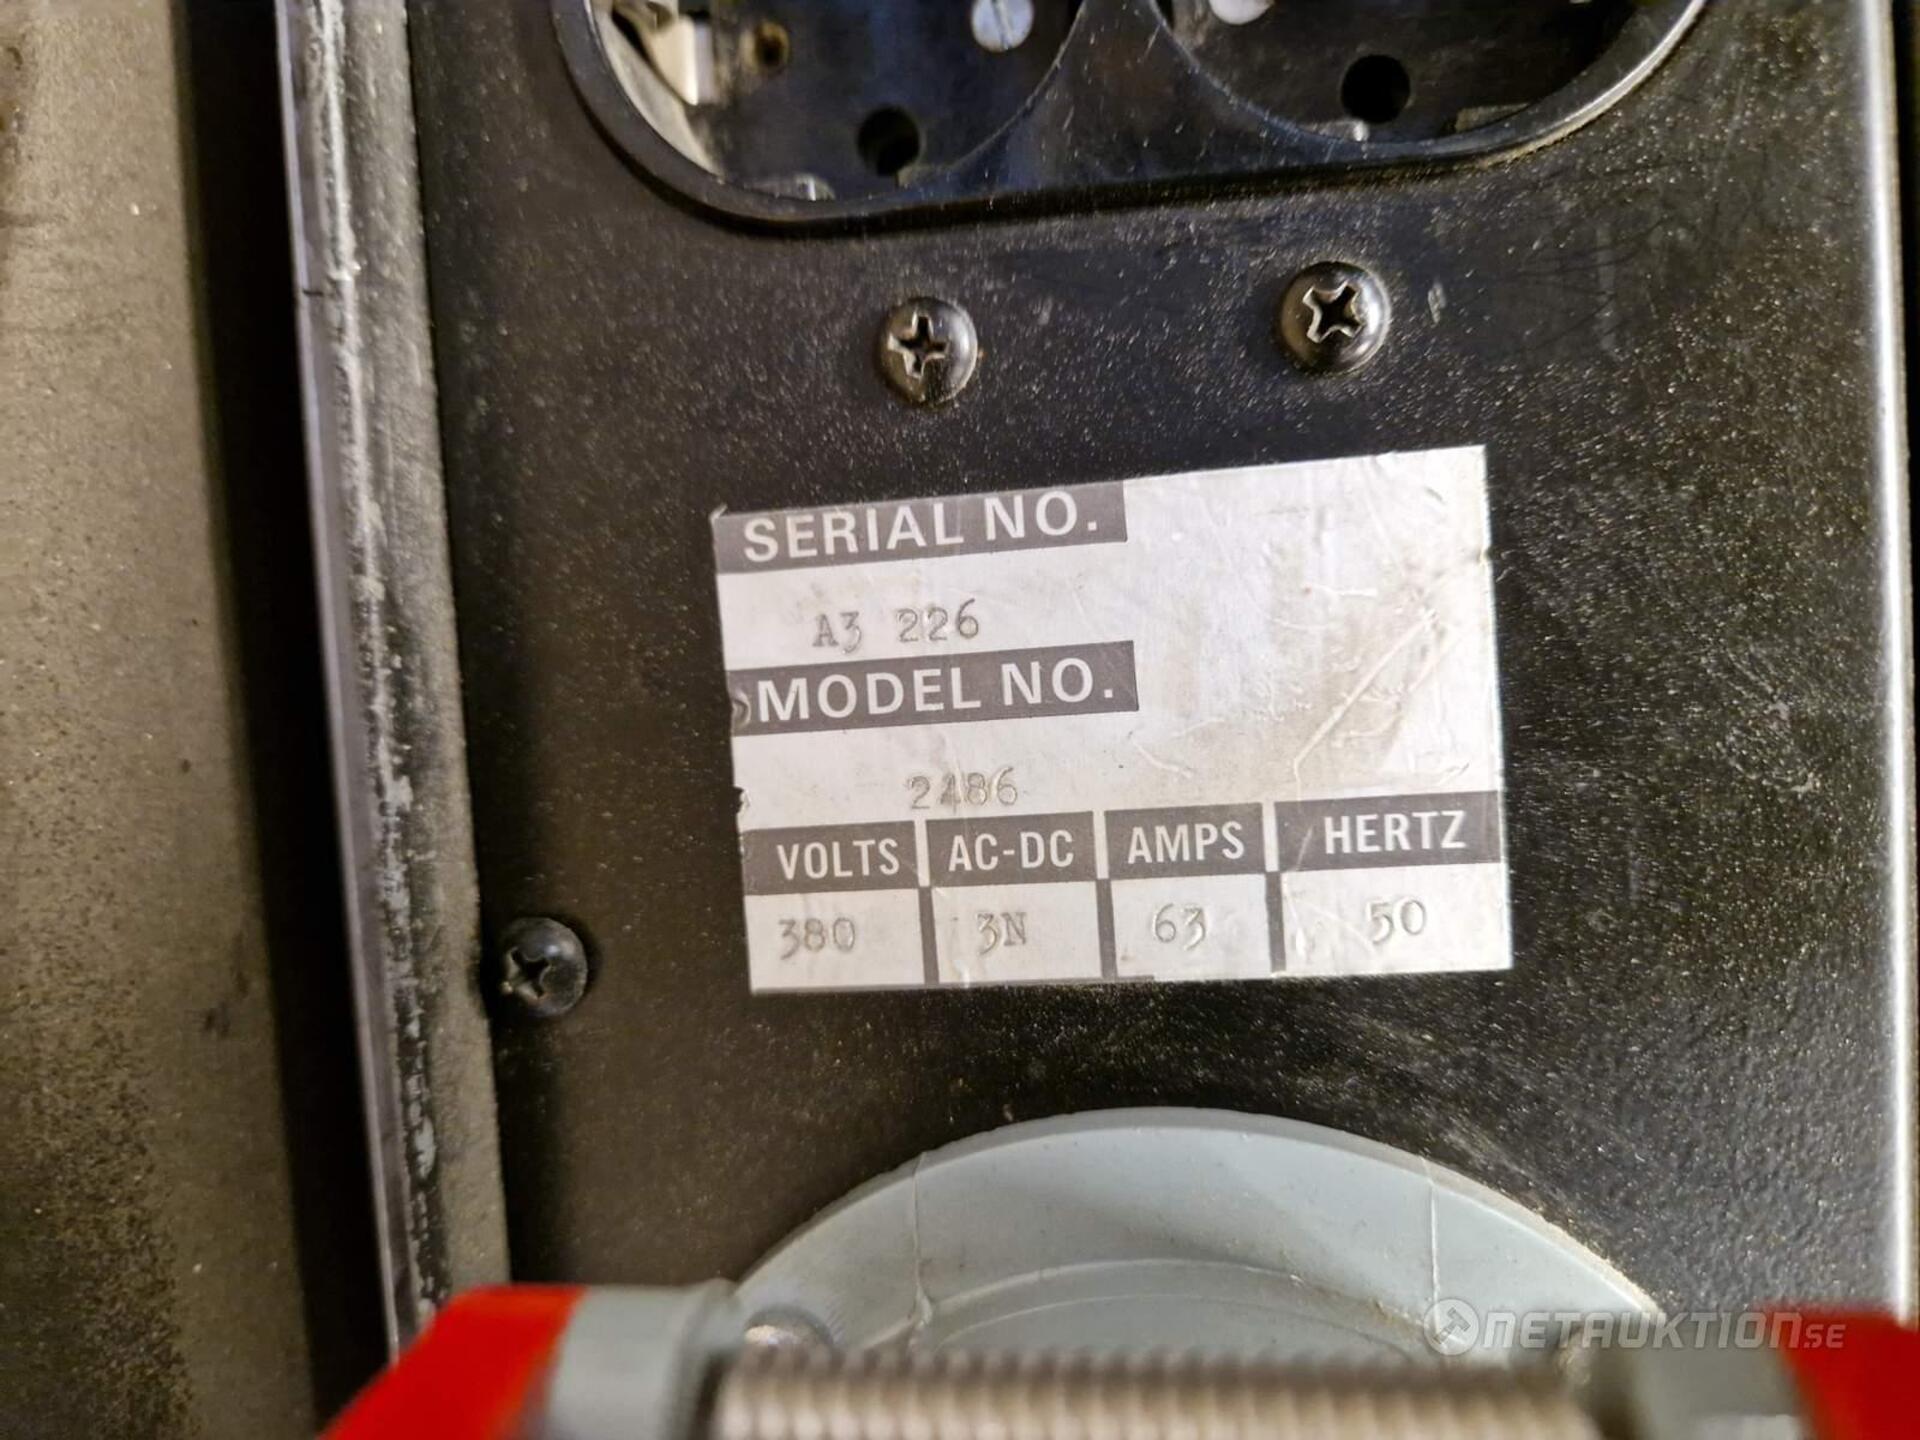 SERIAL NO.
A3 226
MODEL NO.
2486
VOLTS AC-DC AMPS HERTZ
380 3N 63 50
NETAUKTION.SE